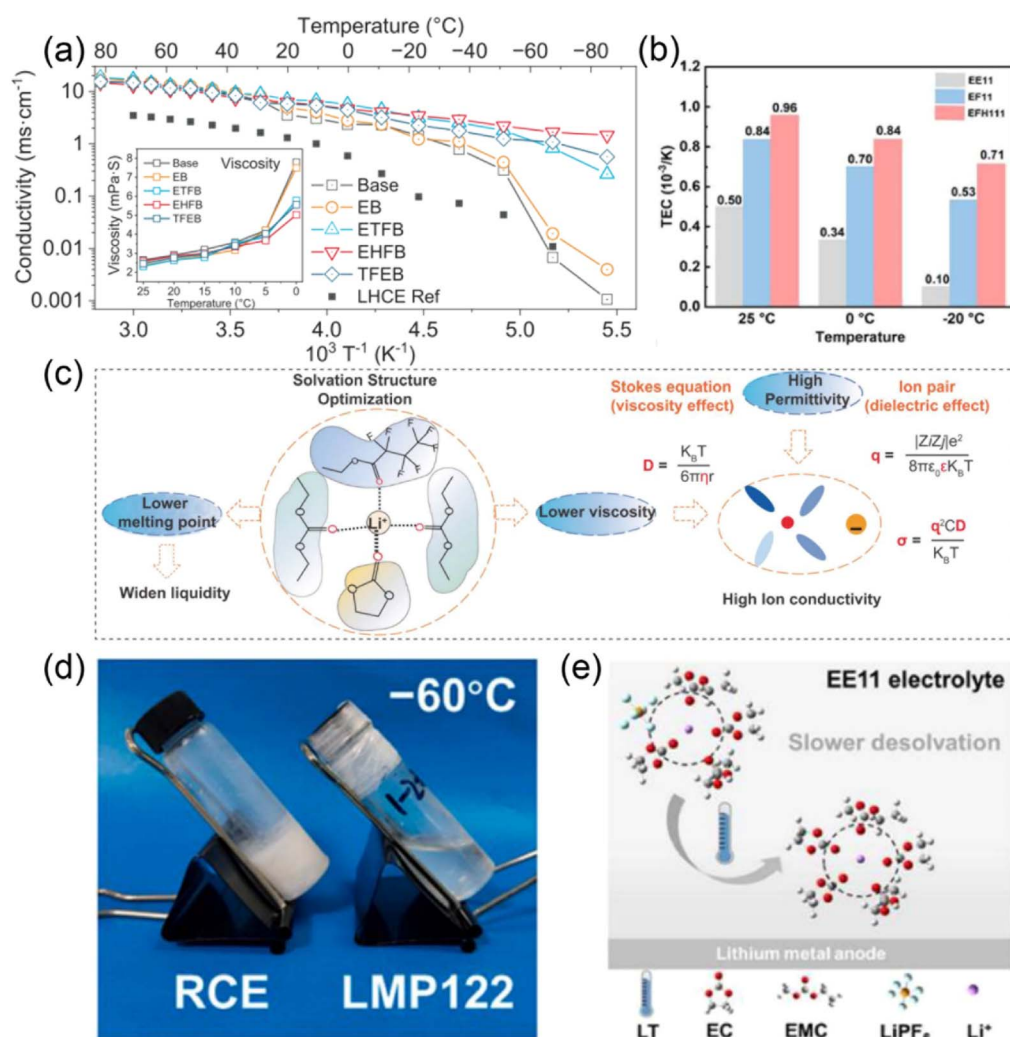 (a)
Temperature (°C)
80 60 40 20 0 −20 −40 −60 −80
Conductivity (ms·cm⁻¹)
10
1
0.1
0.01
0.001
Viscosity
Viscosity (mPa·S)
8
7
6
5
4
3
2
Base
EB
ETFB
EHFB
TFEB
25 20 15 10 5 0
Temperature (°C)
Base
EB
ETFB
EHFB
TFEB
LHCE Ref
3.0 3.5 4.0 4.5 5.0 5.5
10³ T⁻¹ (K⁻¹)
(b)
TEC (10⁻³/K)
1.2
1.0
0.8
0.6
0.4
0.2
0.0
EE11
EF11
EFH111
0.50 0.84 0.96
0.34 0.70 0.84
0.10 0.53 0.71
25 °C 0 °C -20 °C
Temperature
(c)
Solvation Structure
Optimization
Lower
melting point
Widen liquidity
F F F F F F F
O O O O O O O O
Li⁺
Lower viscosity
Stokes equation
(viscosity effect)
High
Permittivity
Ion pair
(dielectric effect)
D = K_BT / 6πηr
q = |ZiZj|e² / 8πε₀εK_BT
σ = q²CD / K_BT
High Ion conductivity
(d)
−60°C
RCE LMP122
(e)
EE11 electrolyte
Slower desolvation
Lithium metal anode
LT EC EMC LiPF₆ Li⁺